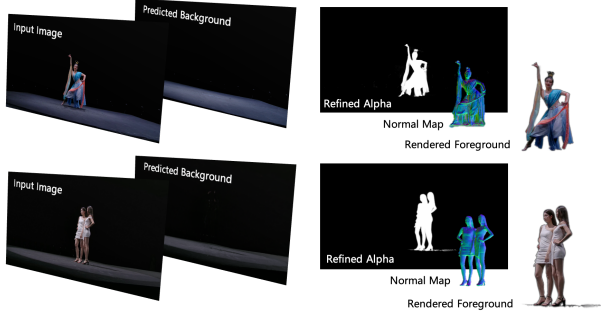 Input Image
Predicted Background
Refined Alpha
Normal Map
Rendered Foreground
Input Image
Predicted Background
Refined Alpha
Normal Map
Rendered Foreground